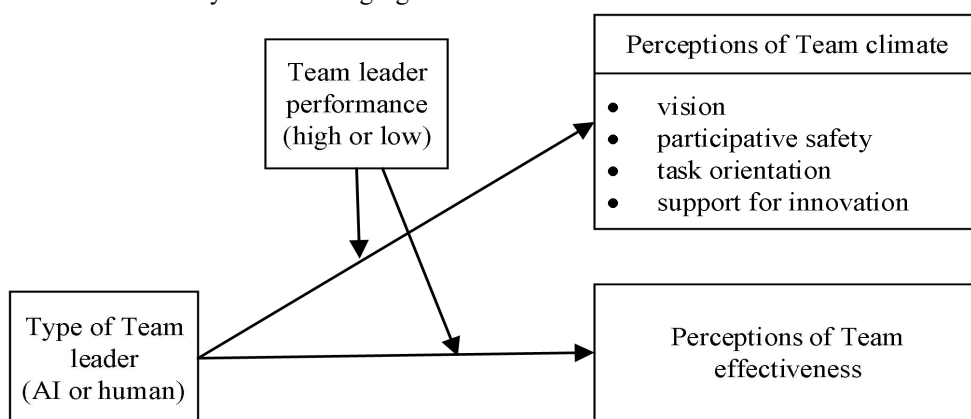 Perceptions of Team climate
Team leader
performance
(high or low)
• vision
• participative safety
• task orientation
• support for innovation
Type of Team
leader
(AI or human)
Perceptions of Team
effectiveness